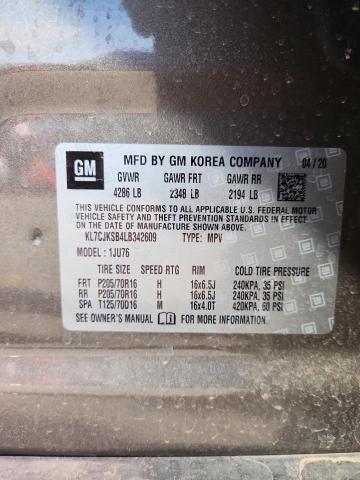 GM MFD BY GM KOREA COMPANY 04/20
GVWR GAWR FRT GAWR RR
4286 LB 2348 LB 2194 LB
THIS VEHICLE CONFORMS TO ALL APPLICABLE U.S. FEDERAL MOTOR
VEHICLE SAFETY AND THEFT PREVENTION STANDARDS IN EFFECT ON THE
DATE OF MANUFACTURE SHOWN ABOVE.
KL7CJKSB4LB342609 TYPE: MPV
MODEL: 1JU76
TIRE SIZE SPEED RTG RIM COLD TIRE PRESSURE
FRT P205/70R16 H 16x6.5J 240KPA, 35 PSI
RR P205/70R16 H 16x6.5J 240KPA, 35 PSI
SPA T125/70D16 M 16x4.0T 420KPA, 60 PSI
SEE OWNER'S MANUAL FOR MORE INFORMATION.